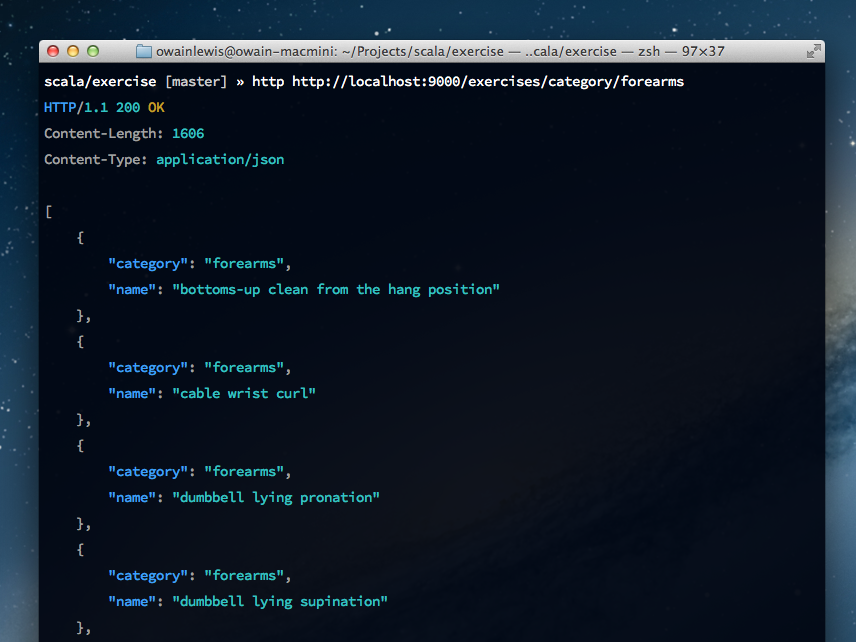 owainlewis@owain-macmini: ~/Projects/scala/exercise — ..cala/exercise — zsh — 97×37
scala/exercise [master] » http http://localhost:9000/exercises/category/forearms
HTTP/1.1 200 OK
Content-Length: 1606
Content-Type: application/json
[
    {
        "category": "forearms",
        "name": "bottoms-up clean from the hang position"
    },
    {
        "category": "forearms",
        "name": "cable wrist curl"
    },
    {
        "category": "forearms",
        "name": "dumbbell lying pronation"
    },
    {
        "category": "forearms",
        "name": "dumbbell lying supination"
    },